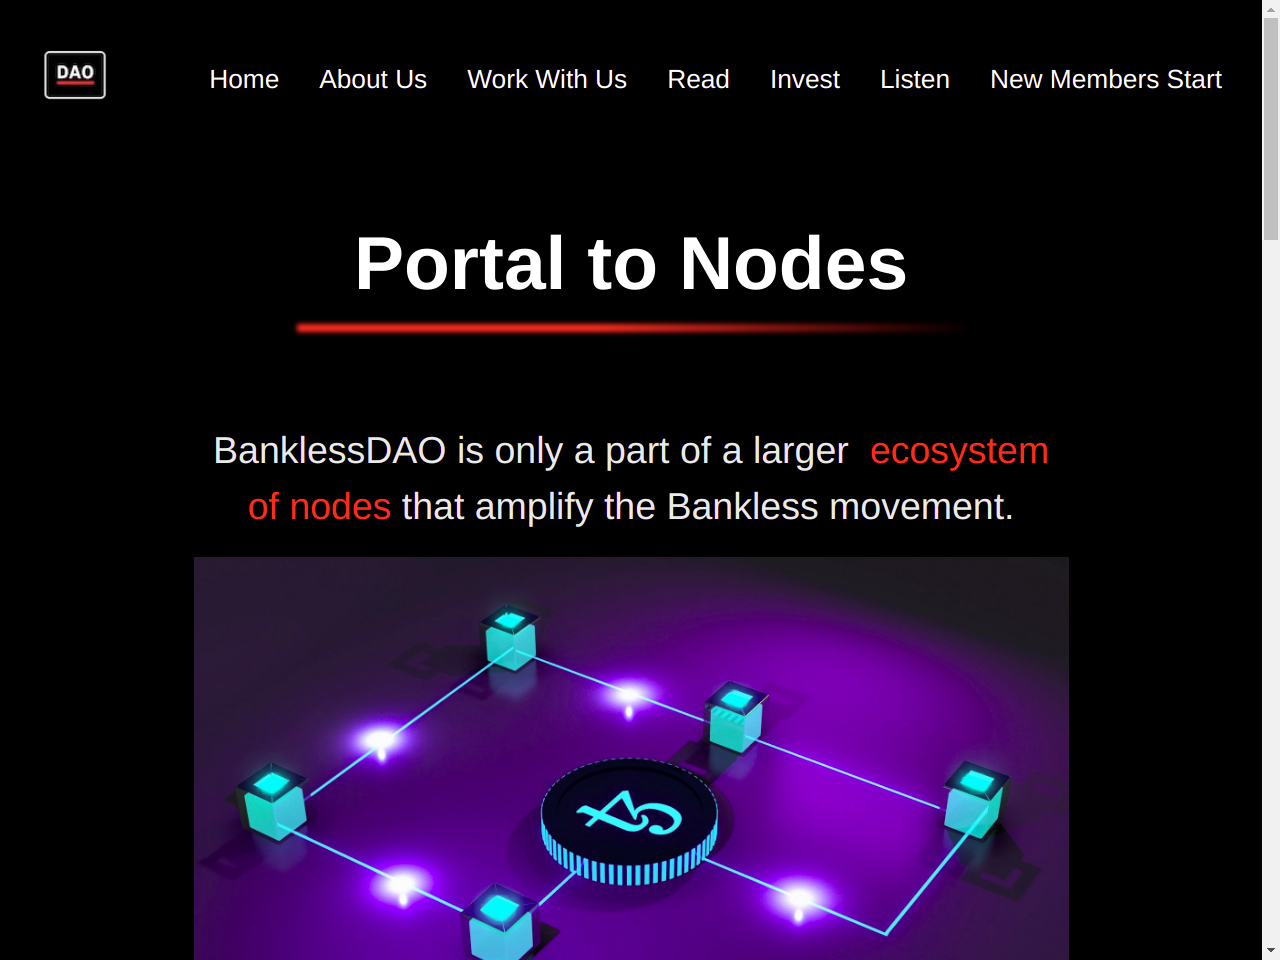 DAO
Home About Us Work With Us Read Invest Listen New Members Start
Portal to Nodes
BanklessDAO is only a part of a larger ecosystem
of nodes that amplify the Bankless movement.